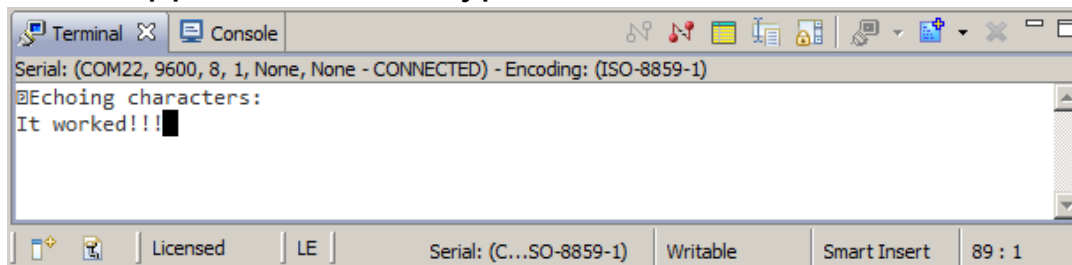 Terminal Console
Serial: (COM22, 9600, 8, 1, None, None - CONNECTED) - Encoding: (ISO-8859-1)
Echoing characters:
It worked!!!
Licensed LE Serial: (C...SO-8859-1) Writable Smart Insert 89 : 1